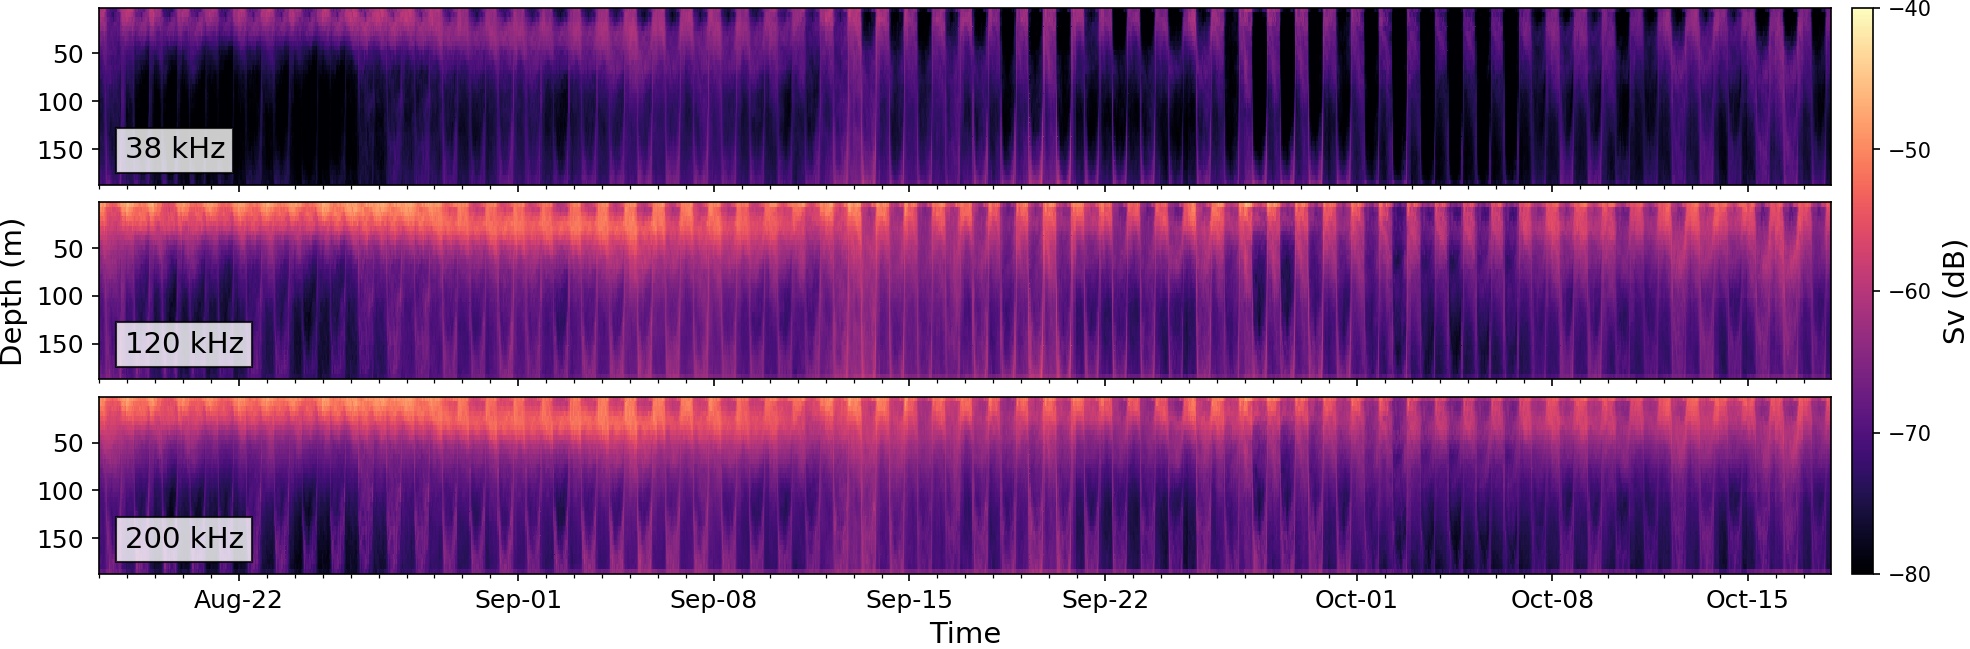 50
100
150
38 kHz
50
100
150
120 kHz
50
100
150
200 kHz
Depth (m)
Aug-22 Sep-01 Sep-08 Sep-15 Sep-22 Oct-01 Oct-08 Oct-15
Time
−40
−50
−60
−70
−80
Sv (dB)